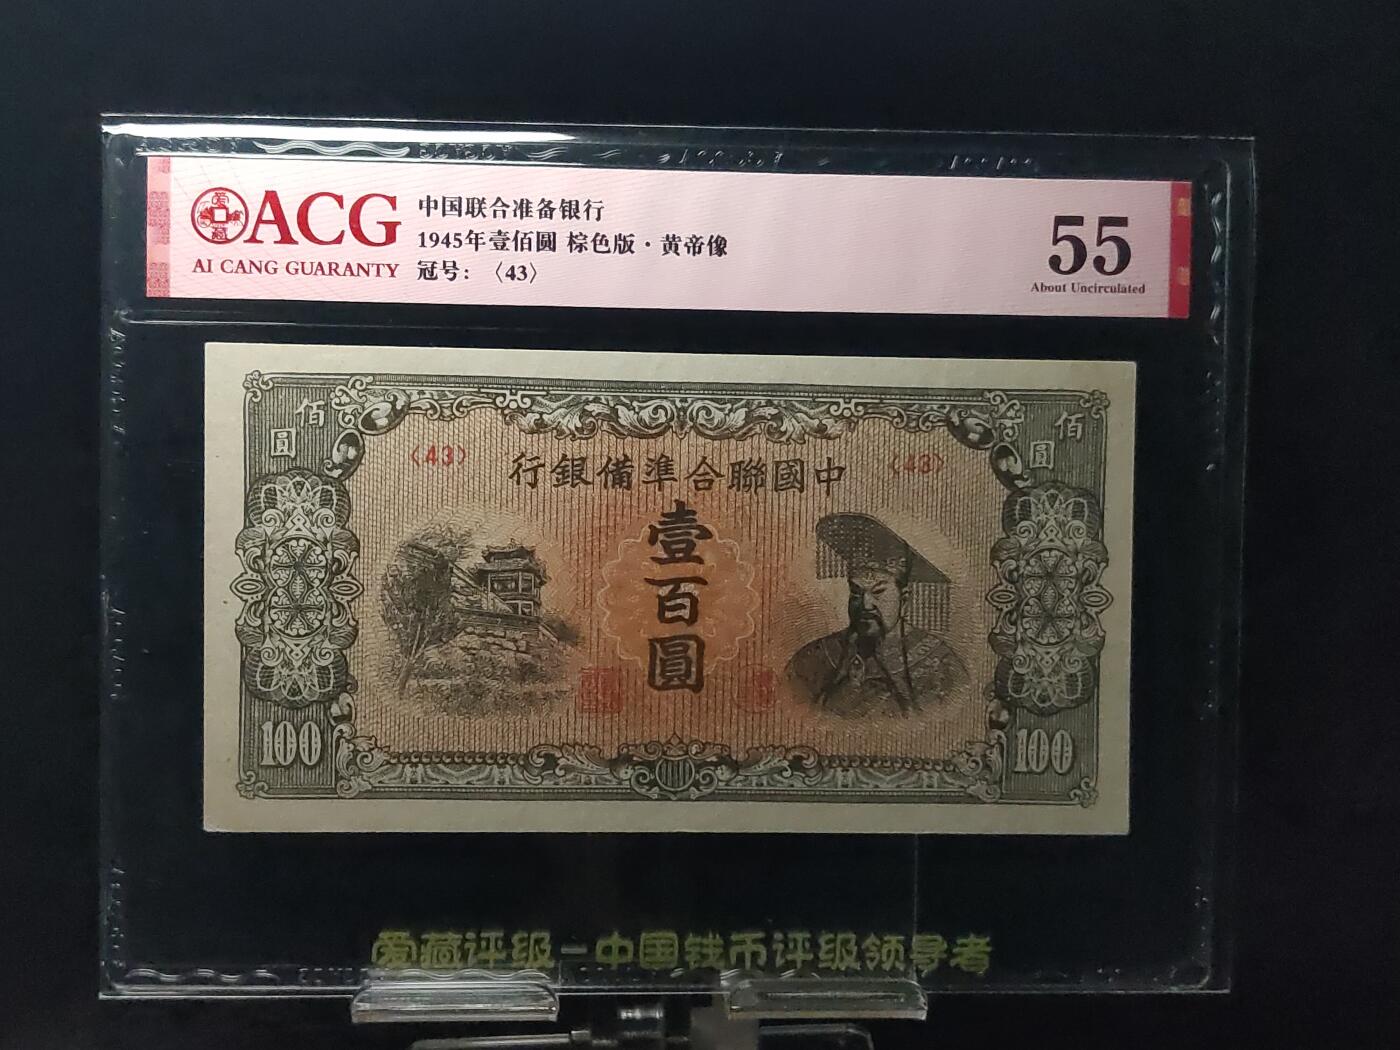 ACG
AI CANG GUARANTY
中国联合准备银行
1945年壹佰圆 棕色版·黄帝像
冠号：〈43〉
55
About Uncirculated
佰圓
佰圓
〈43〉
〈43〉
行銀備準合聯國中
壹百圓
100
100
爱藏评级-中国钱币评级领导者